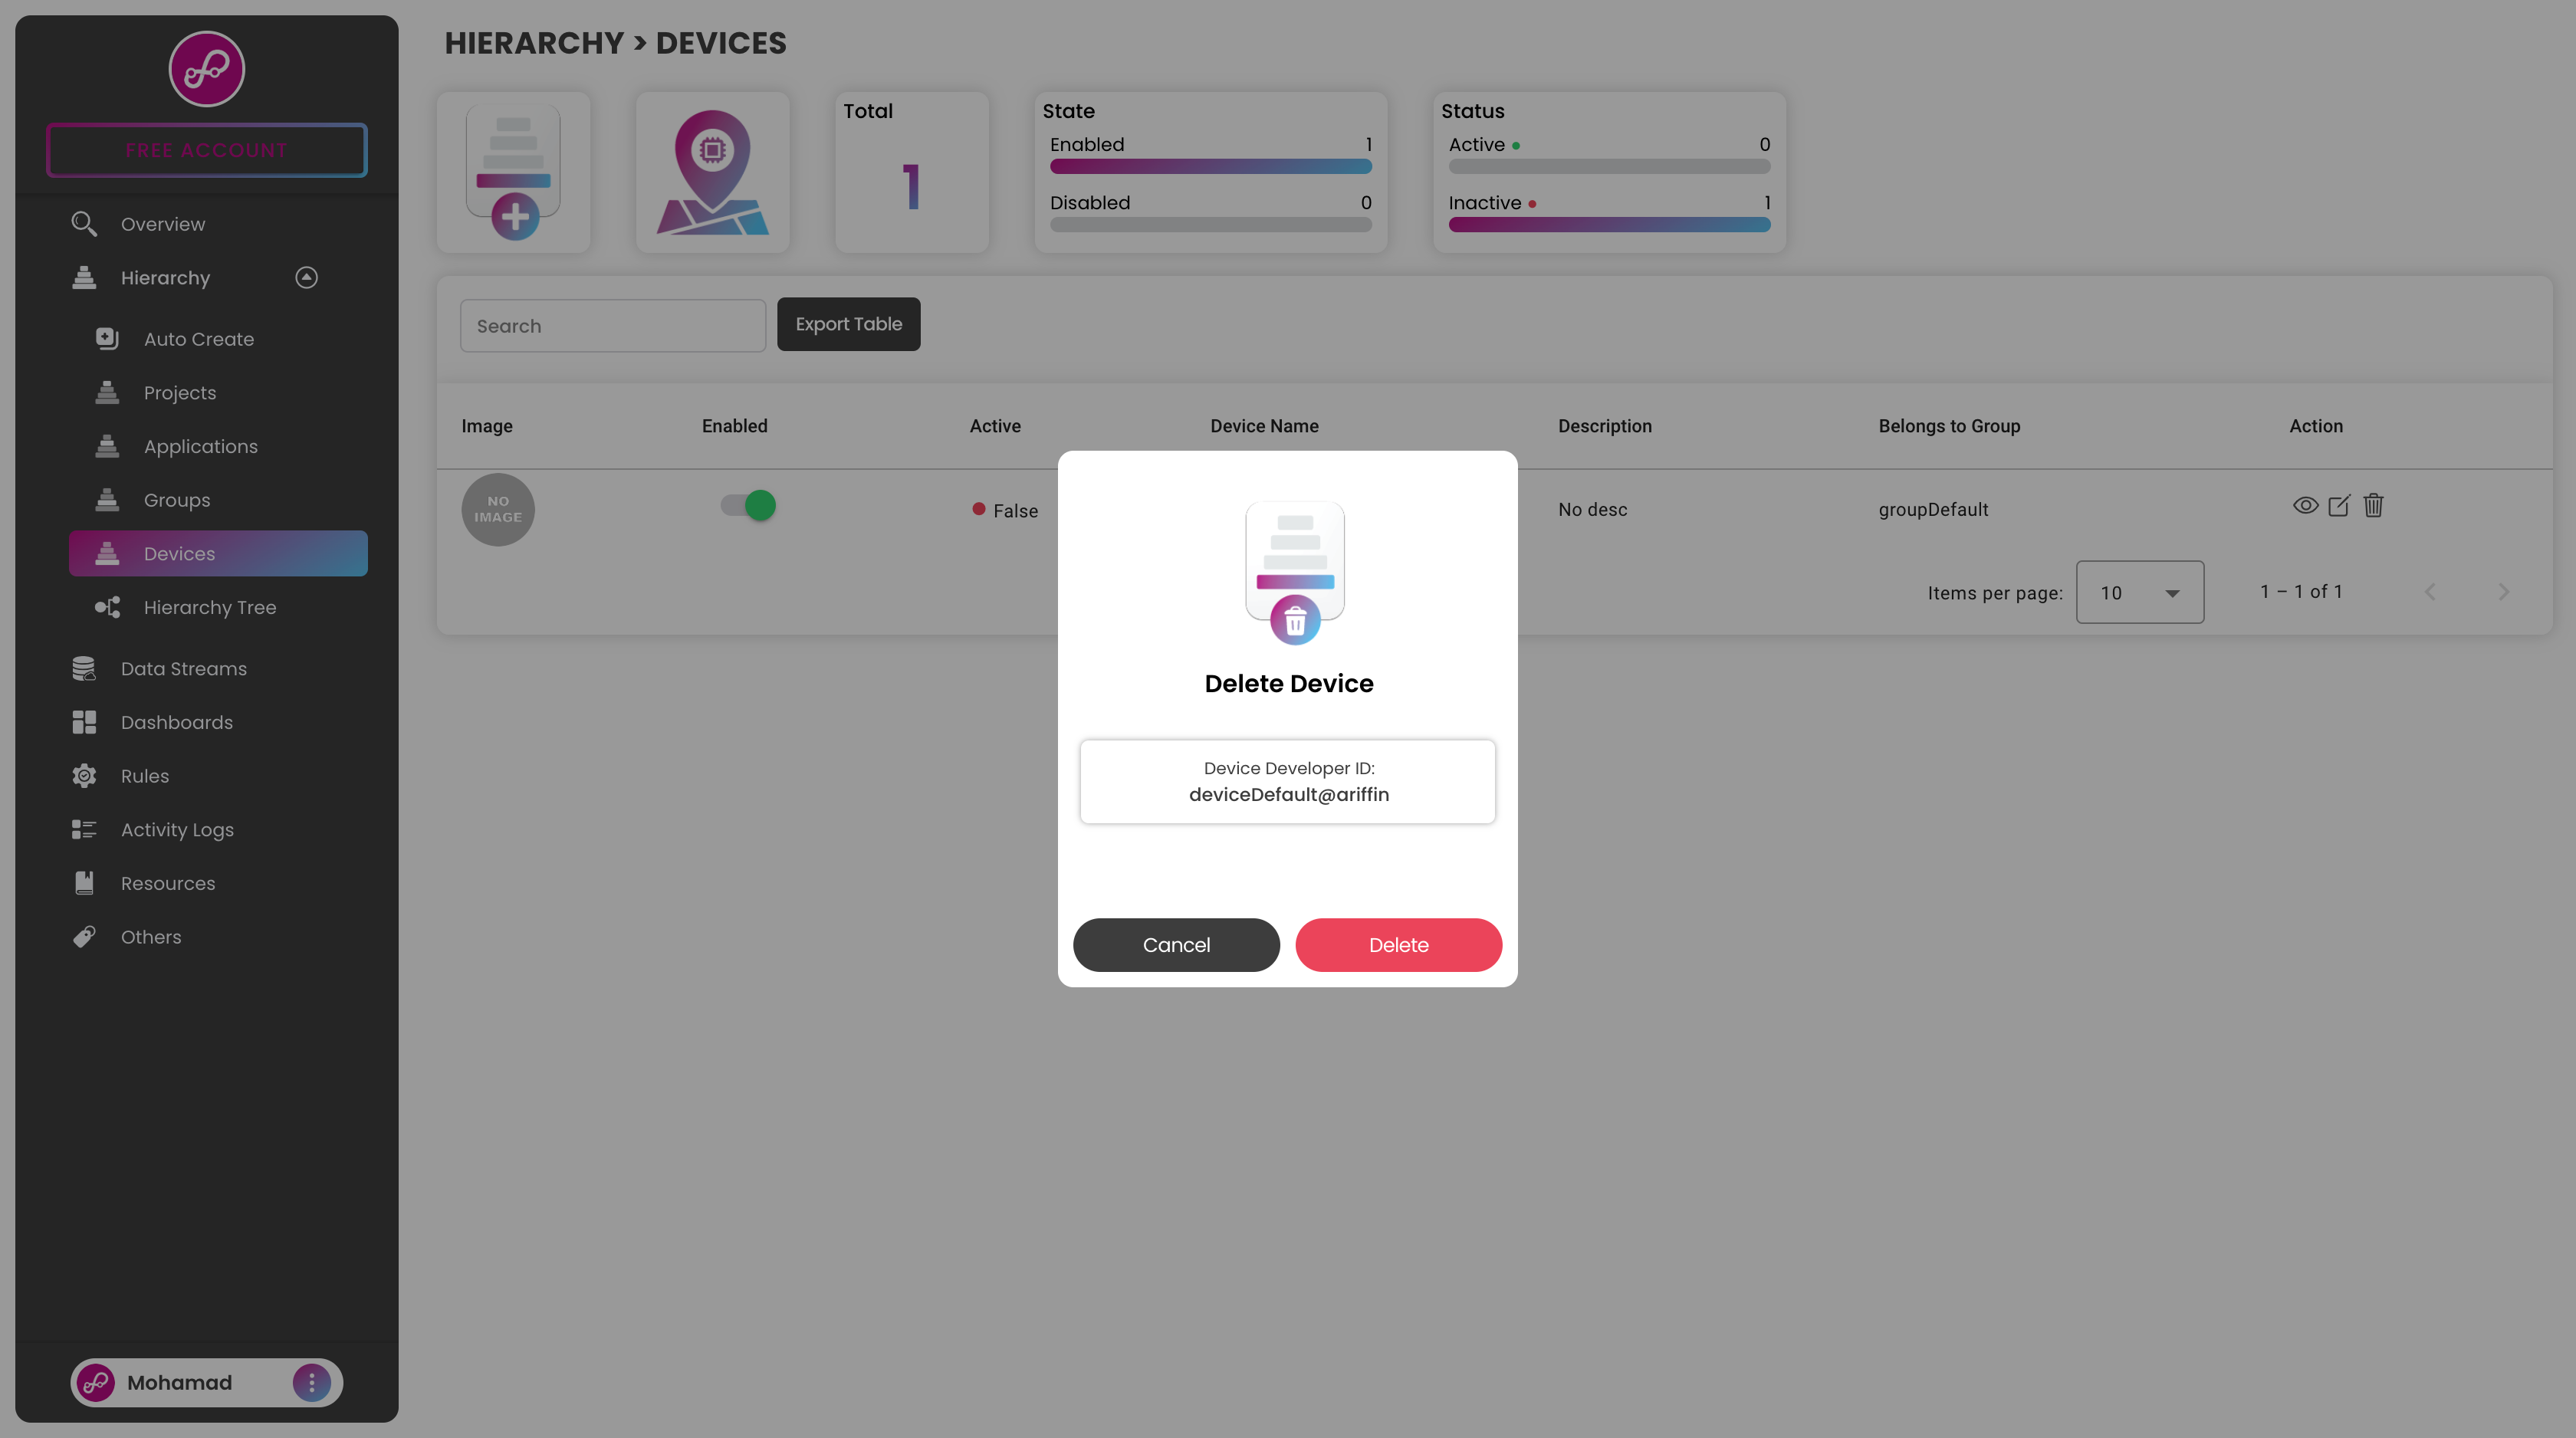 FREE ACCOUNT
Overview
Hierarchy
Auto Create
Projects
Applications
Groups
Devices
Hierarchy Tree
Data Streams
Dashboards
Rules
Activity Logs
Resources
Others
Mohamad
HIERARCHY > DEVICES
Total
1
State
Enabled 1
Disabled 0
Status
Active 0
Inactive 1
Search
Export Table
Image Enabled Active Device Name Description Belongs to Group Action
NO
IMAGE
False No desc groupDefault
Items per page: 10 1 – 1 of 1
Delete Device
Device Developer ID:
deviceDefault@ariffin
Cancel Delete